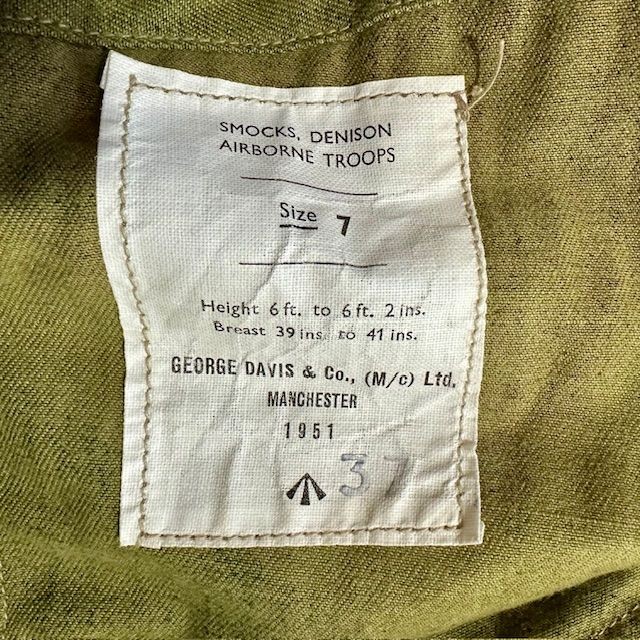 SMOCKS, DENISON
AIRBORNE TROOPS
Size 7
Height 6 ft. to 6 ft. 2 ins.
Breast 39 ins. to 41 ins.
GEORGE DAVIS & Co., (M/c) Ltd.
MANCHESTER
1951
37